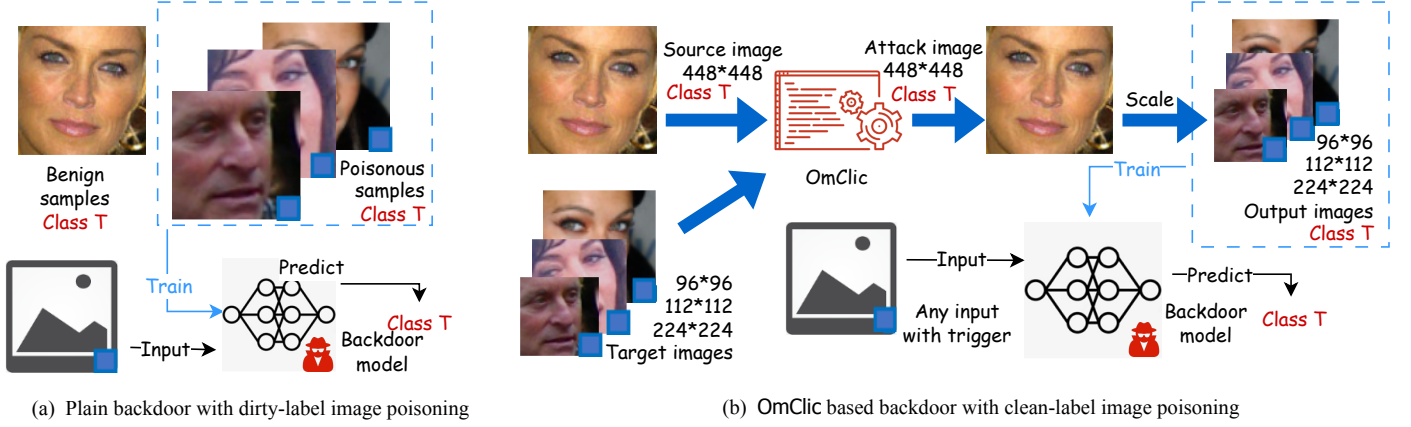 Benign
samples
Class T
Poisonous
samples
Class T
Train
Predict
Input
Class T
Backdoor
model
(a) Plain backdoor with dirty-label image poisoning
Source image
448*448
Class T
Attack image
448*448
Class T
OmClic
Scale
96*96
112*112
224*224
Output images
Class T
Train
96*96
112*112
224*224
Target images
Any input
with trigger
Input
Predict
Backdoor
model
Class T
(b) OmClic based backdoor with clean-label image poisoning